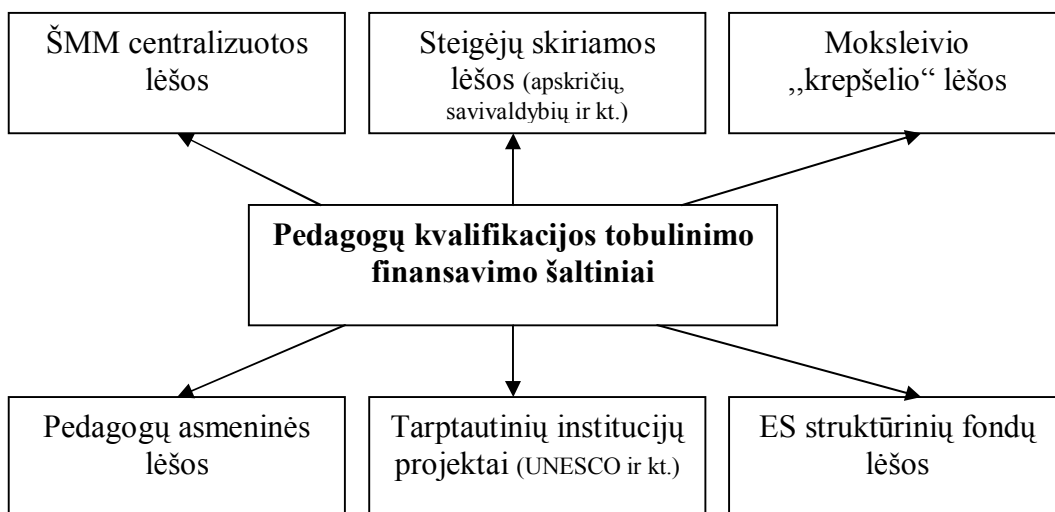 ŠMM centralizuotos
lėšos
Steigėjų skiriamos
lėšos (apskričių,
savivaldybių ir kt.)
Moksleivio
,,krepšelio“ lėšos
Pedagogų kvalifikacijos tobulinimo
finansavimo šaltiniai
Pedagogų asmeninės
lėšos
Tarptautinių institucijų
projektai (UNESCO ir kt.)
ES struktūrinių fondų
lėšos